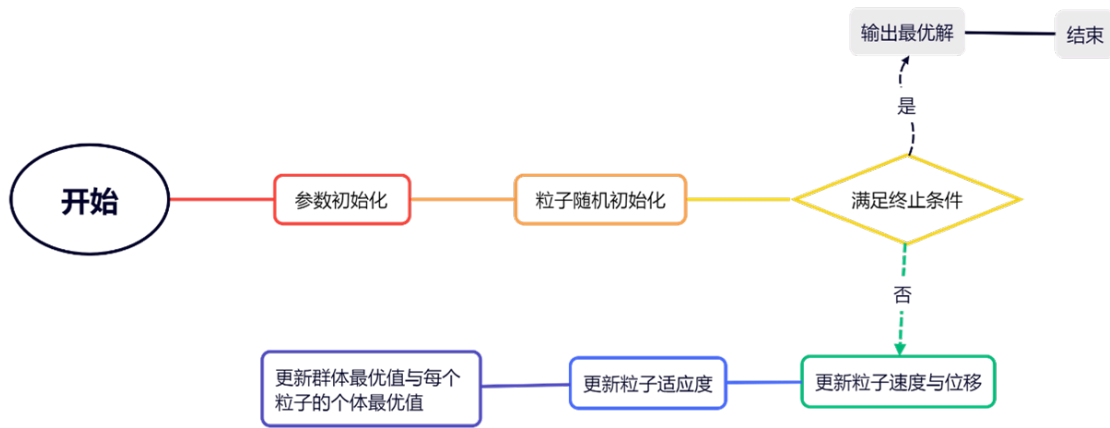 输出最优解
结束
是
开始
参数初始化
粒子随机初始化
满足终止条件
否
更新群体最优值与每个
粒子的个体最优值
更新粒子适应度
更新粒子速度与位移